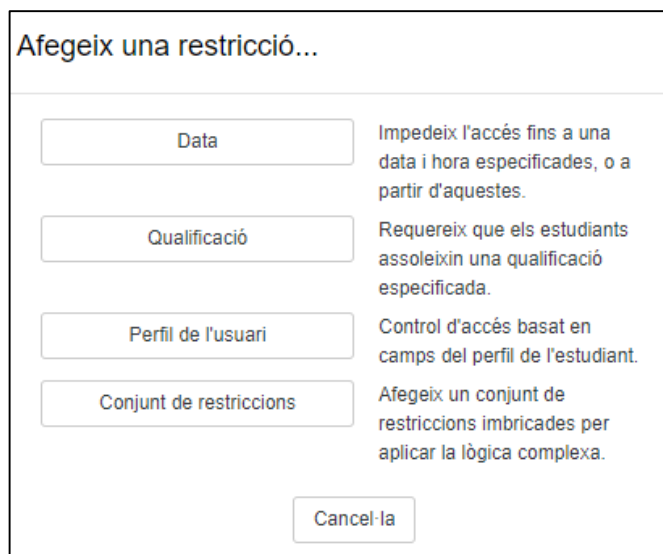 Afegeix una restricció...
Data
Impedeix l'accés fins a una
data i hora especificades, o a
partir d'aquestes.
Qualificació
Requereix que els estudiants
assoleixin una qualificació
especificada.
Perfil de l'usuari
Control d'accés basat en
camps del perfil de l'estudiant.
Conjunt de restriccions
Afegeix un conjunt de
restriccions imbricades per
aplicar la lògica complexa.
Cancel·la